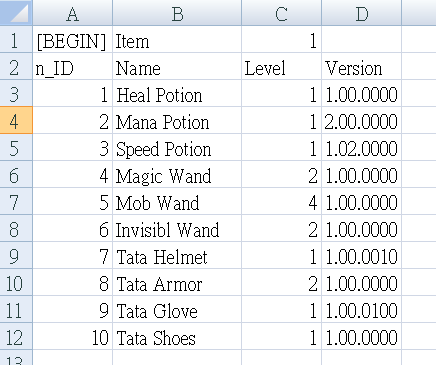 A B C D
1 [BEGIN] Item 1
2 n_ID Name Level Version
3 1 Heal Potion 1 1.00.0000
4 2 Mana Potion 1 2.00.0000
5 3 Speed Potion 1 1.02.0000
6 4 Magic Wand 2 1.00.0000
7 5 Mob Wand 4 1.00.0000
8 6 Invisibl Wand 2 1.00.0000
9 7 Tata Helmet 1 1.00.0010
10 8 Tata Armor 2 1.00.0000
11 9 Tata Glove 1 1.00.0100
12 10 Tata Shoes 1 1.00.0000
13